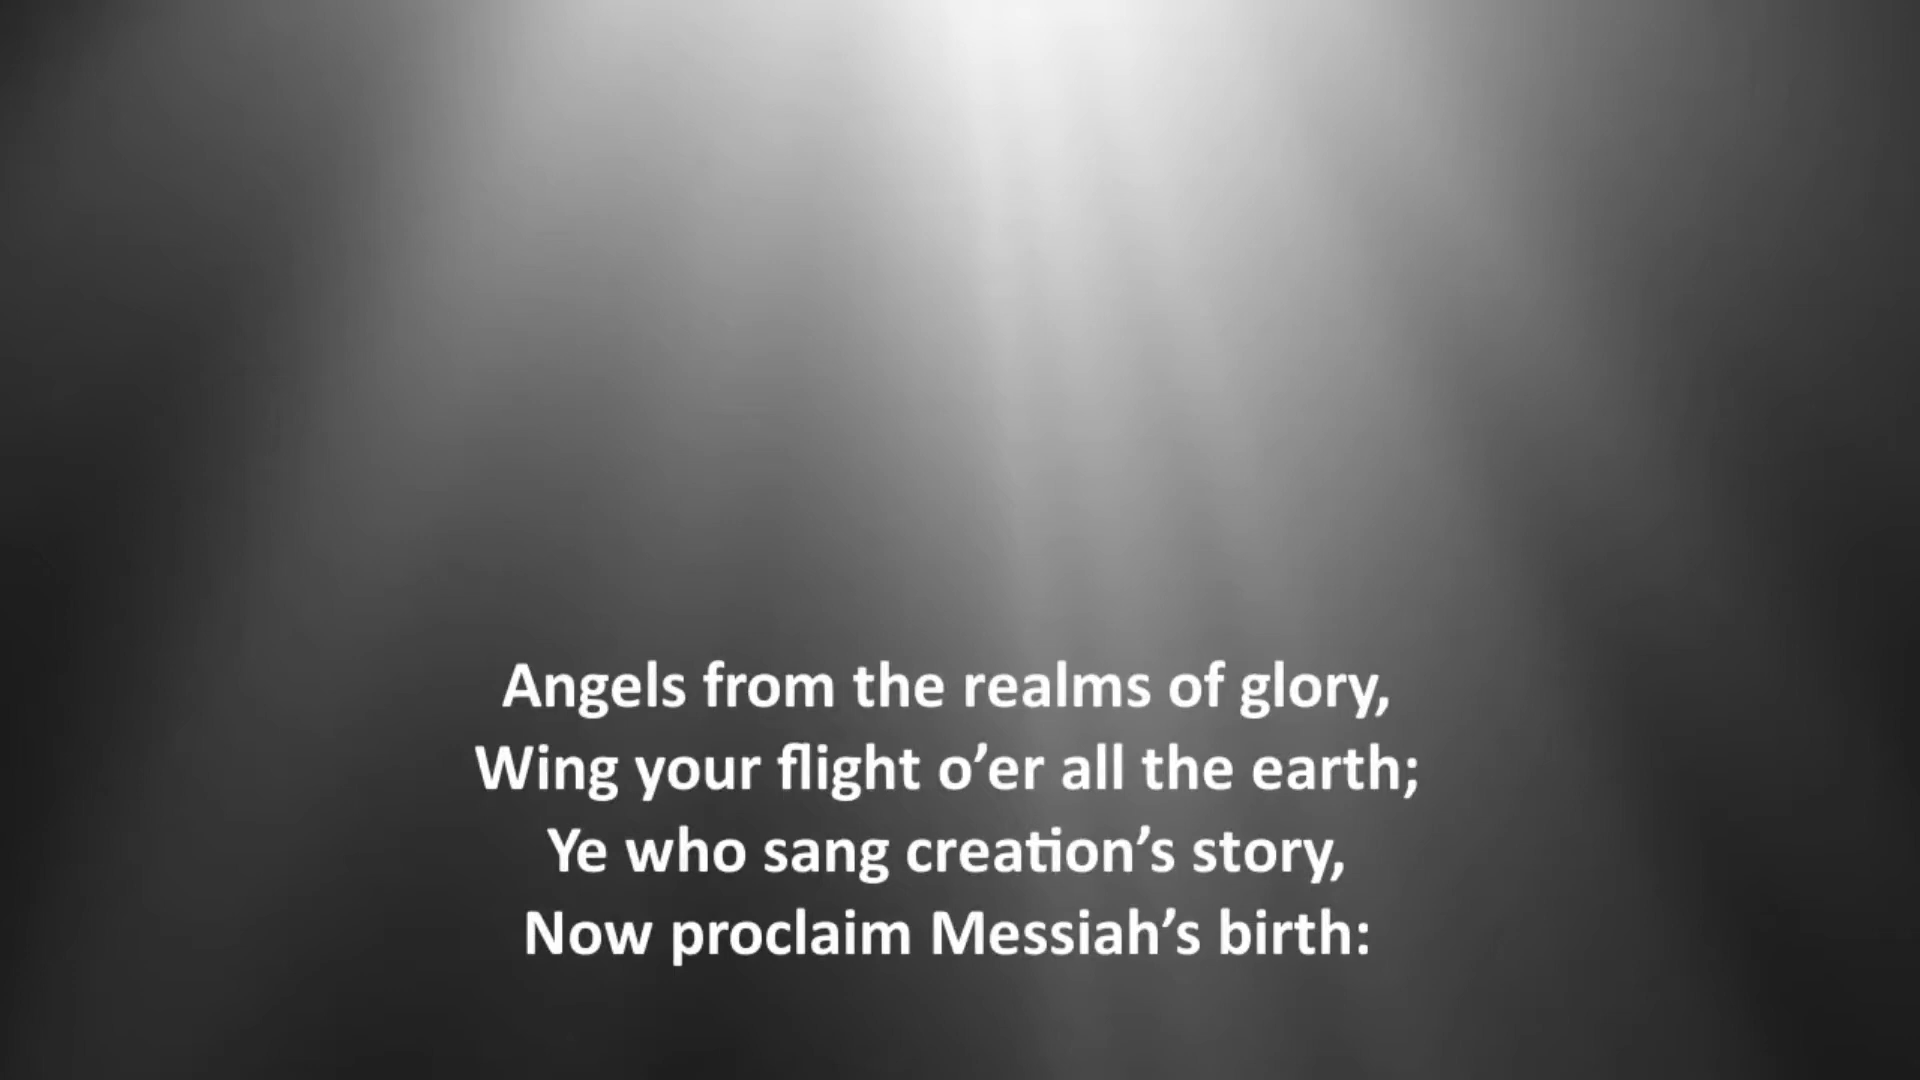 Angels from the realms of glory,
Wing your flight o’er all the earth;
Ye who sang creation’s story,
Now proclaim Messiah’s birth: